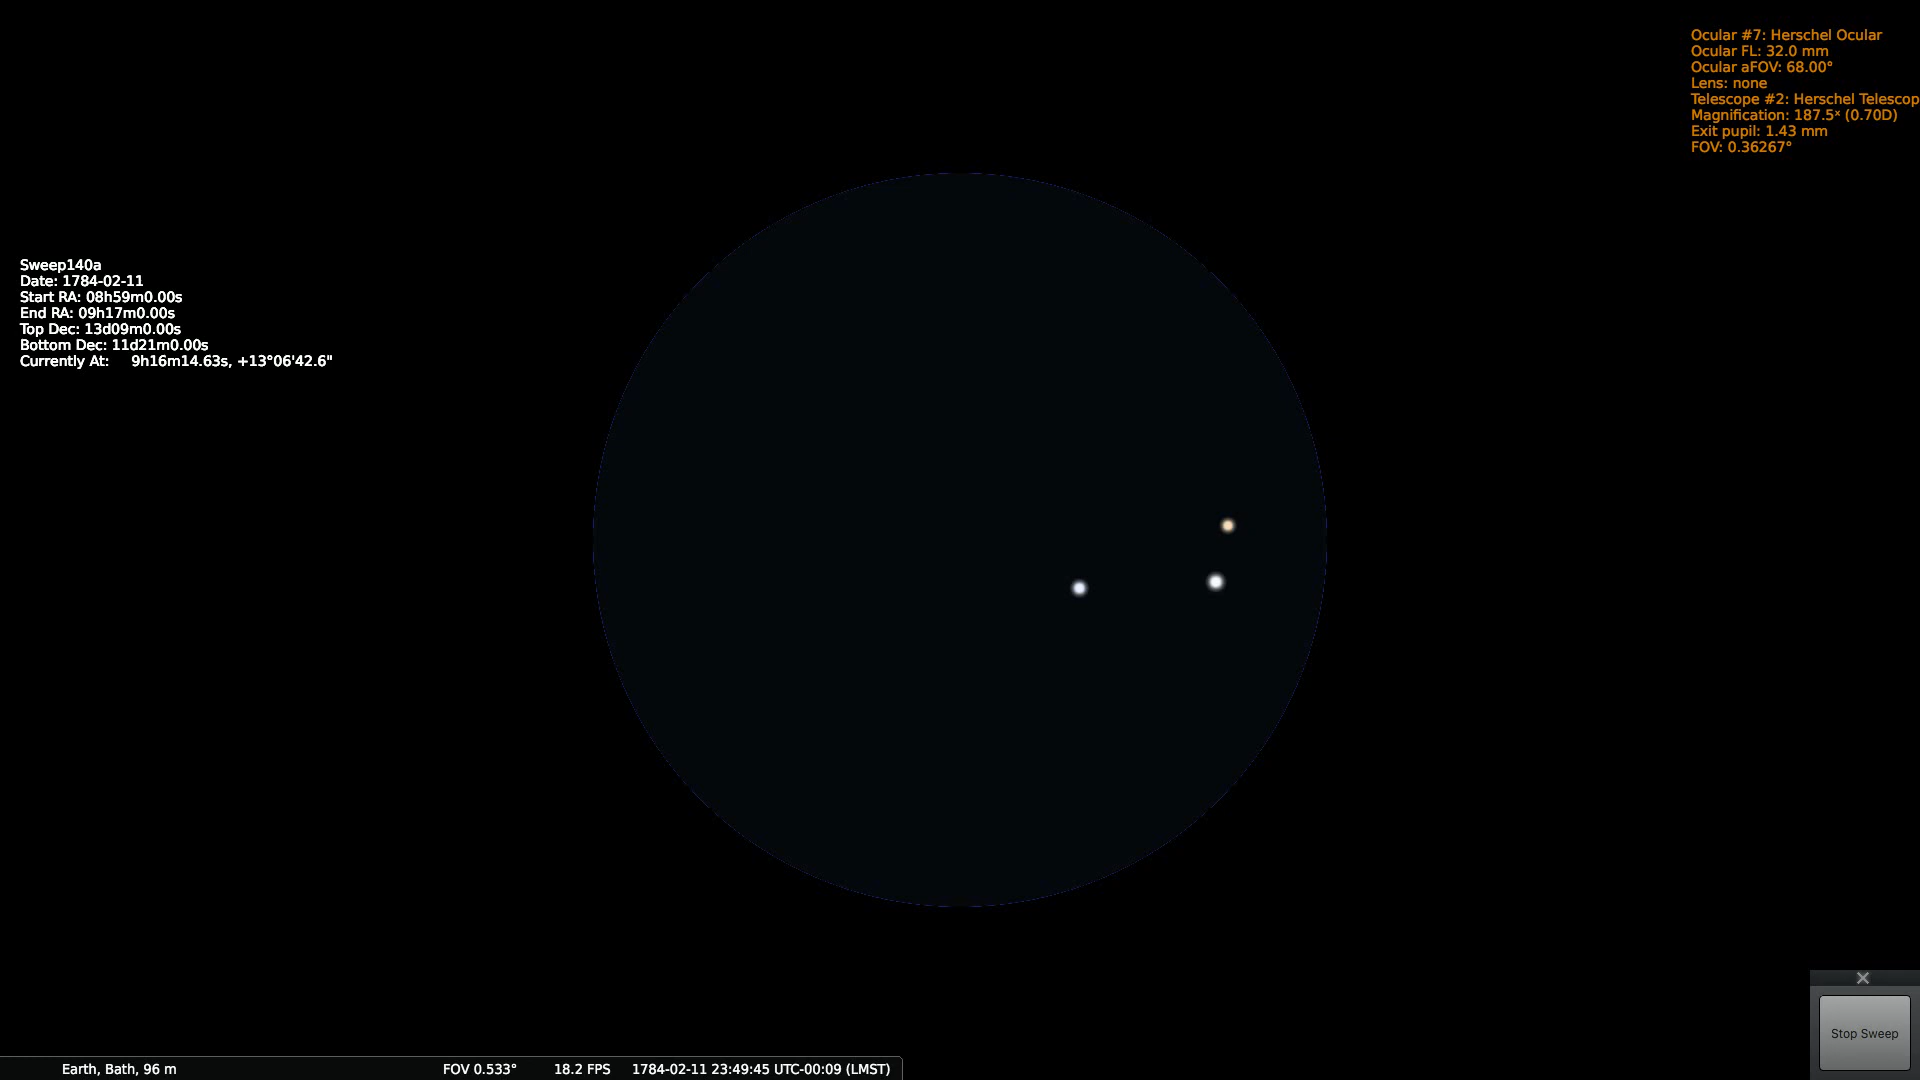 Ocular #7: Herschel Ocular
Ocular FL: 32.0 mm
Ocular aFOV: 68.00°
Lens: none
Telescope #2: Herschel Telescop
Magnification: 187.5ˣ (0.70D)
Exit pupil: 1.43 mm
FOV: 0.36267°
Sweep140a
Date: 1784-02-11
Start RA: 08h59m0.00s
End RA: 09h17m0.00s
Top Dec: 13d09m0.00s
Bottom Dec: 11d21m0.00s
Currently At: 9h16m14.63s, +13°06'42.6"
Stop Sweep
Earth, Bath, 96 m FOV 0.533° 18.2 FPS 1784-02-11 23:49:45 UTC-00:09 (LMST)